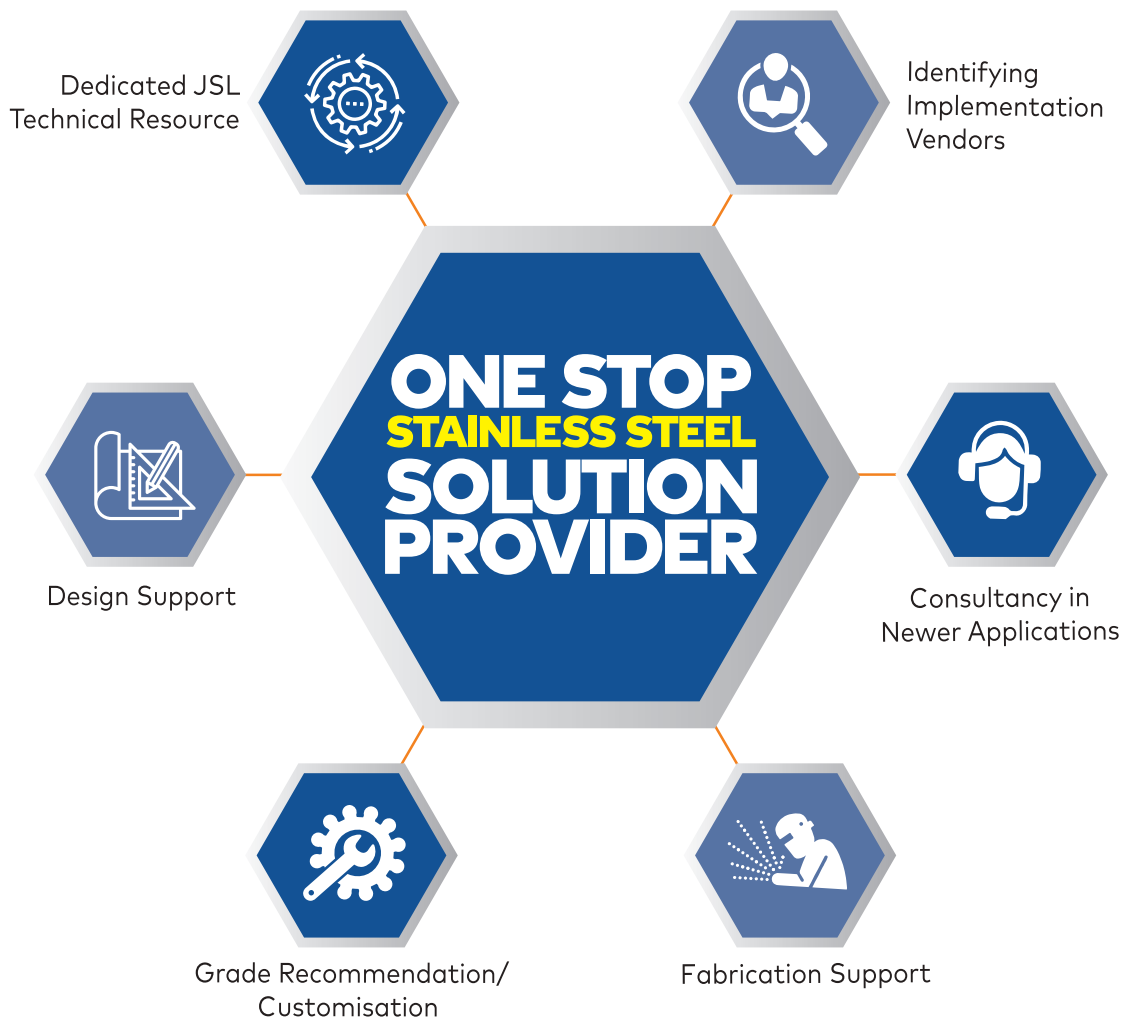 Dedicated JSL
Technical Resource
Identifying
Implementation
Vendors
ONE STOP
STAINLESS STEEL
SOLUTION
PROVIDER
Design Support
Consultancy in
Newer Applications
Grade Recommendation/
Customisation
Fabrication Support